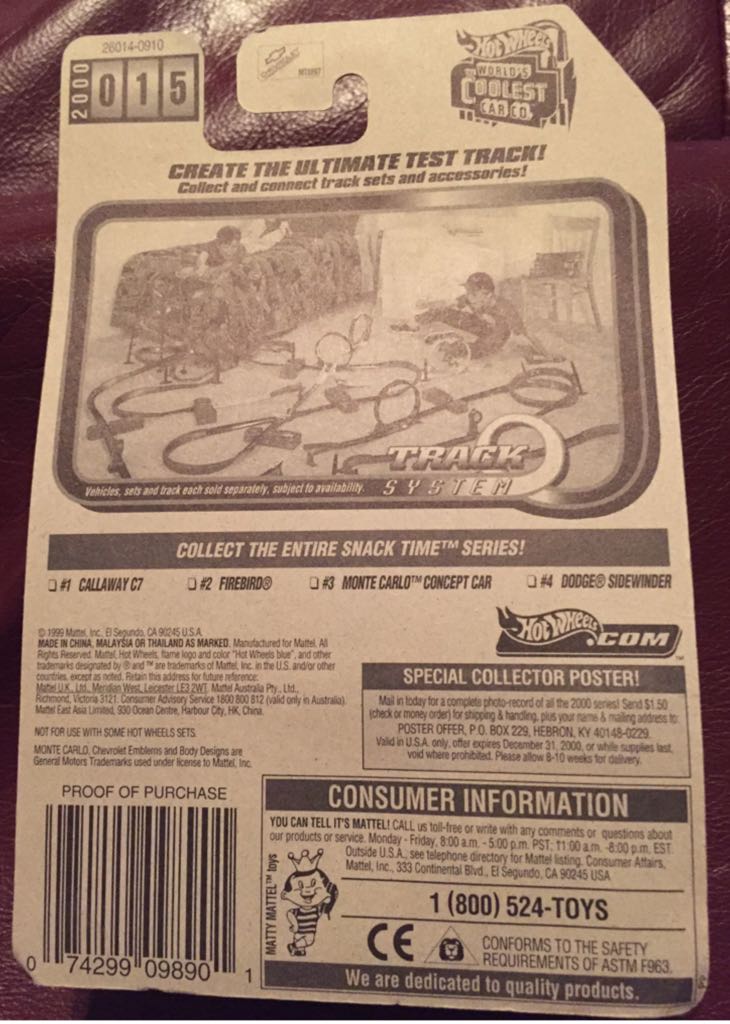 26014-0910
2000
015
CHEVROLET
HOT WHEELS
WORLD'S
COOLEST
CAR CO.
CREATE THE ULTIMATE TEST TRACK!
Collect and connect track sets and accessories!
TRACK
SYSTEM
Vehicles, sets and track each sold separately, subject to availability.
COLLECT THE ENTIRE SNACK TIME™ SERIES!
#1 CALLAWAY C7 #2 FIREBIRD® #3 MONTE CARLO™ CONCEPT CAR #4 DODGE® SIDEWINDER
HOT WHEELS.COM™
© 1999 Mattel, Inc. El Segundo, CA 90245 U.S.A.
MADE IN CHINA, MALAYSIA OR THAILAND AS MARKED. Manufactured for Mattel. All
Rights Reserved. Mattel, Hot Wheels, flame logo and color "Hot Wheels blue", and other
trademarks designated by ® and ™ are trademarks of Mattel, Inc. in the U.S. and/or other
countries, except as noted. Retain this address for future reference:
Mattel U.K., Ltd., Meridian West, Leicester LE3 2WT. Mattel Australia Pty., Ltd.,
Richmond, Victoria 3121. Consumer Advisory Service 1800 800 812 (valid only in Australia).
Mattel East Asia Limited, 930 Ocean Centre, Harbour City, HK, China.
NOT FOR USE WITH SOME HOT WHEELS SETS.
MONTE CARLO, Chevrolet Emblems and Body Designs are
General Motors Trademarks used under license to Mattel, Inc.
SPECIAL COLLECTOR POSTER!
Mail in today for a complete photo-record of all the 2000 series! Send $1.50
(check or money order) for shipping & handling, plus your name & mailing address to:
POSTER OFFER, P.O. BOX 229, HEBRON, KY 40148-0229.
Valid in U.S.A. only, offer expires December 31, 2000, or while supplies last,
void where prohibited. Please allow 8-10 weeks for delivery.
PROOF OF PURCHASE
0 74299 09890 1
CONSUMER INFORMATION
YOU CAN TELL IT'S MATTEL! CALL us toll-free or write with any comments or questions about
our products or service. Monday - Friday, 8:00 a.m. - 5:00 p.m. PST; 11:00 a.m. -8:00 p.m. EST.
Outside U.S.A., see telephone directory for Mattel listing. Consumer Affairs,
Mattel, Inc., 333 Continental Blvd., El Segundo, CA 90245 USA
MATTY MATTEL™ toys
1 (800) 524-TOYS
CE
CONFORMS TO THE SAFETY
REQUIREMENTS OF ASTM F963.
We are dedicated to quality products.